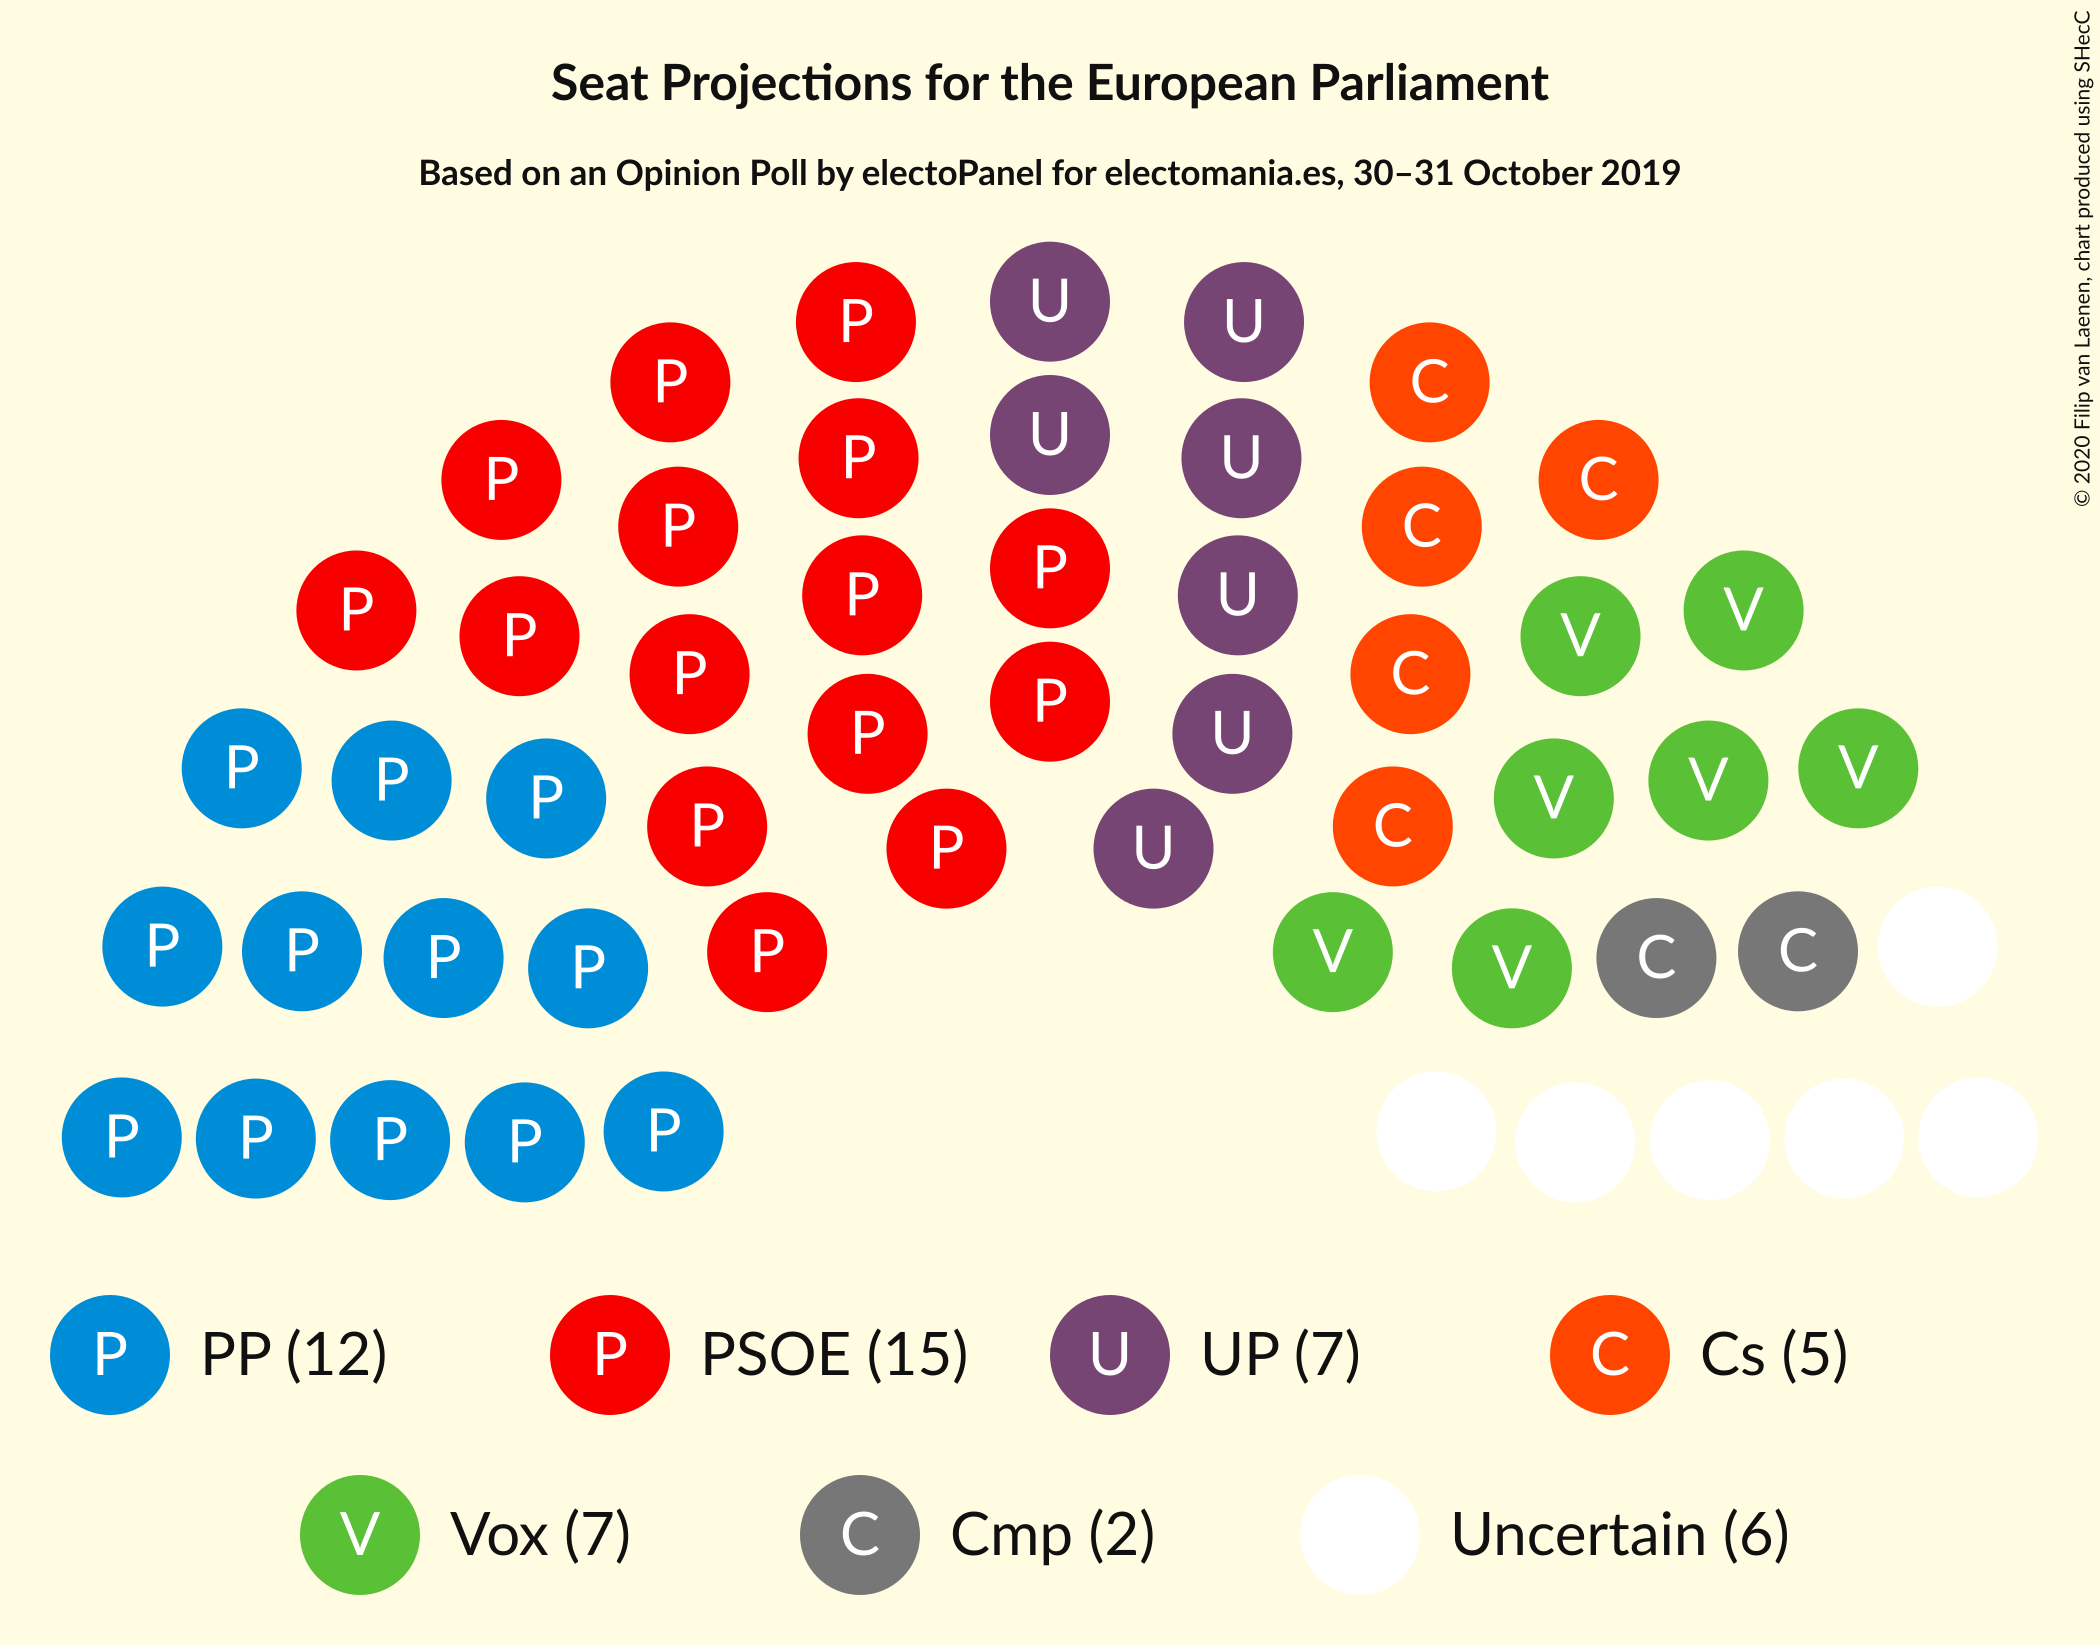 Seat Projections for the European Parliament
Based on an Opinion Poll by electoPanel for electomania.es, 30–31 October 2019
© 2020 Filip van Laenen, chart produced using SHecC
P U U
P C
P P U U C
P P C
P P U
P P V V
P P C
P P U
P P P V V V
P C
P U
P P P P P V V C C
P P P P P
P PP (12) P PSOE (15) U UP (7) C Cs (5)
V Vox (7) C Cmp (2) Uncertain (6)